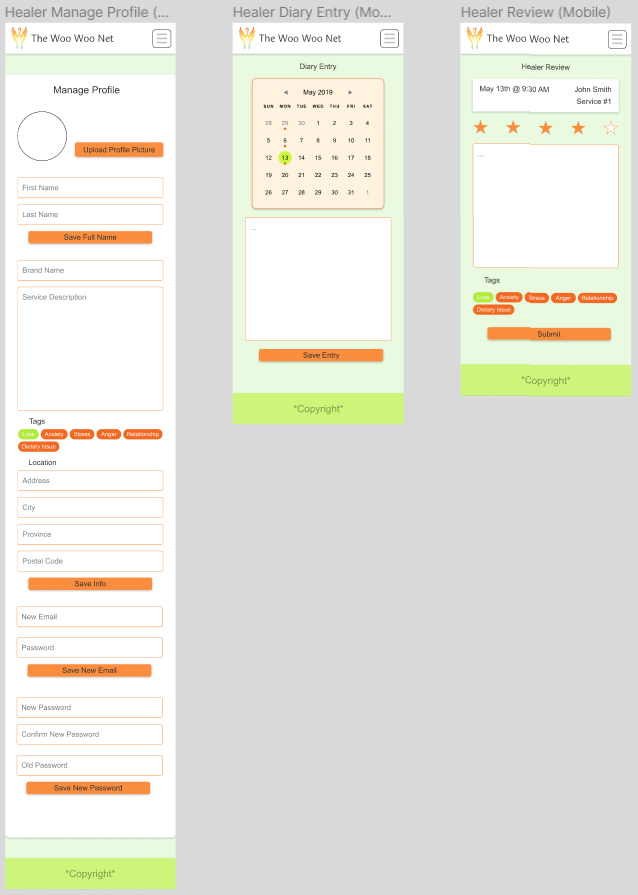 Healer Manage Profile (...
The Woo Woo Net
Manage Profile
Upload Profile Picture
First Name
Last Name
Save Full Name
Brand Name
Service Description
Tags
Loss Anxiety Stress Anger Relationship
Dietary Issue
Location
Address
City
Province
Postal Code
Save Info
New Email
Password
Save New Email
New Password
Confirm New Password
Old Password
Save New Password
*Copyright*
Healer Diary Entry (Mo...
The Woo Woo Net
Diary Entry
May 2019
SUN MON TUE WED THU FRI SAT
28 29 30 1 2 3 4
5 6 7 8 9 10 11
12 13 14 15 16 17 18
19 20 21 22 23 24 25
26 27 28 29 30 31 1
...
Save Entry
*Copyright*
Healer Review (Mobile)
The Woo Woo Net
Healer Review
May 13th @ 9:30 AM John Smith
Service #1
...
Tags
Loss Anxiety Stress Anger Relationship
Dietary Issue
Submit
*Copyright*